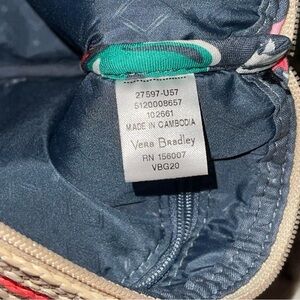 27597-U57
5120008657
102661
MADE IN CAMBODIA
Vera Bradley
RN 156007
VBG20